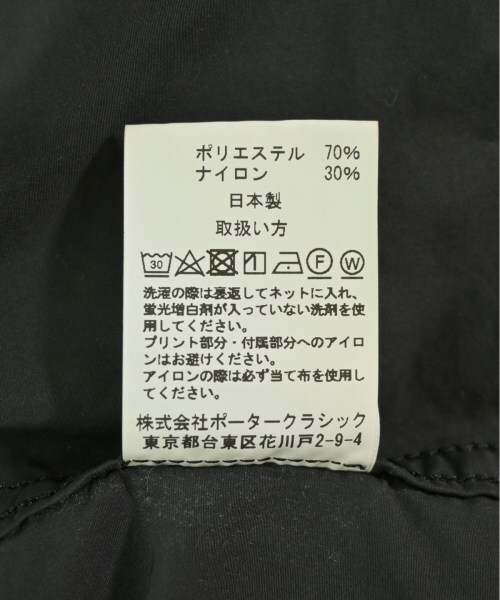 ポリエステル 70%
ナイロン 30%
日本製
取扱い方
30 F W
洗濯の際は裏返してネットに入れ、
蛍光増白剤が入っていない洗剤を使
用してください。
プリント部分・付属部分へのアイロ
ンはお避けください。
アイロンの際は必ず当て布を使用し
てください。
株式会社ポータークラシック
東京都台東区花川戸2-9-4